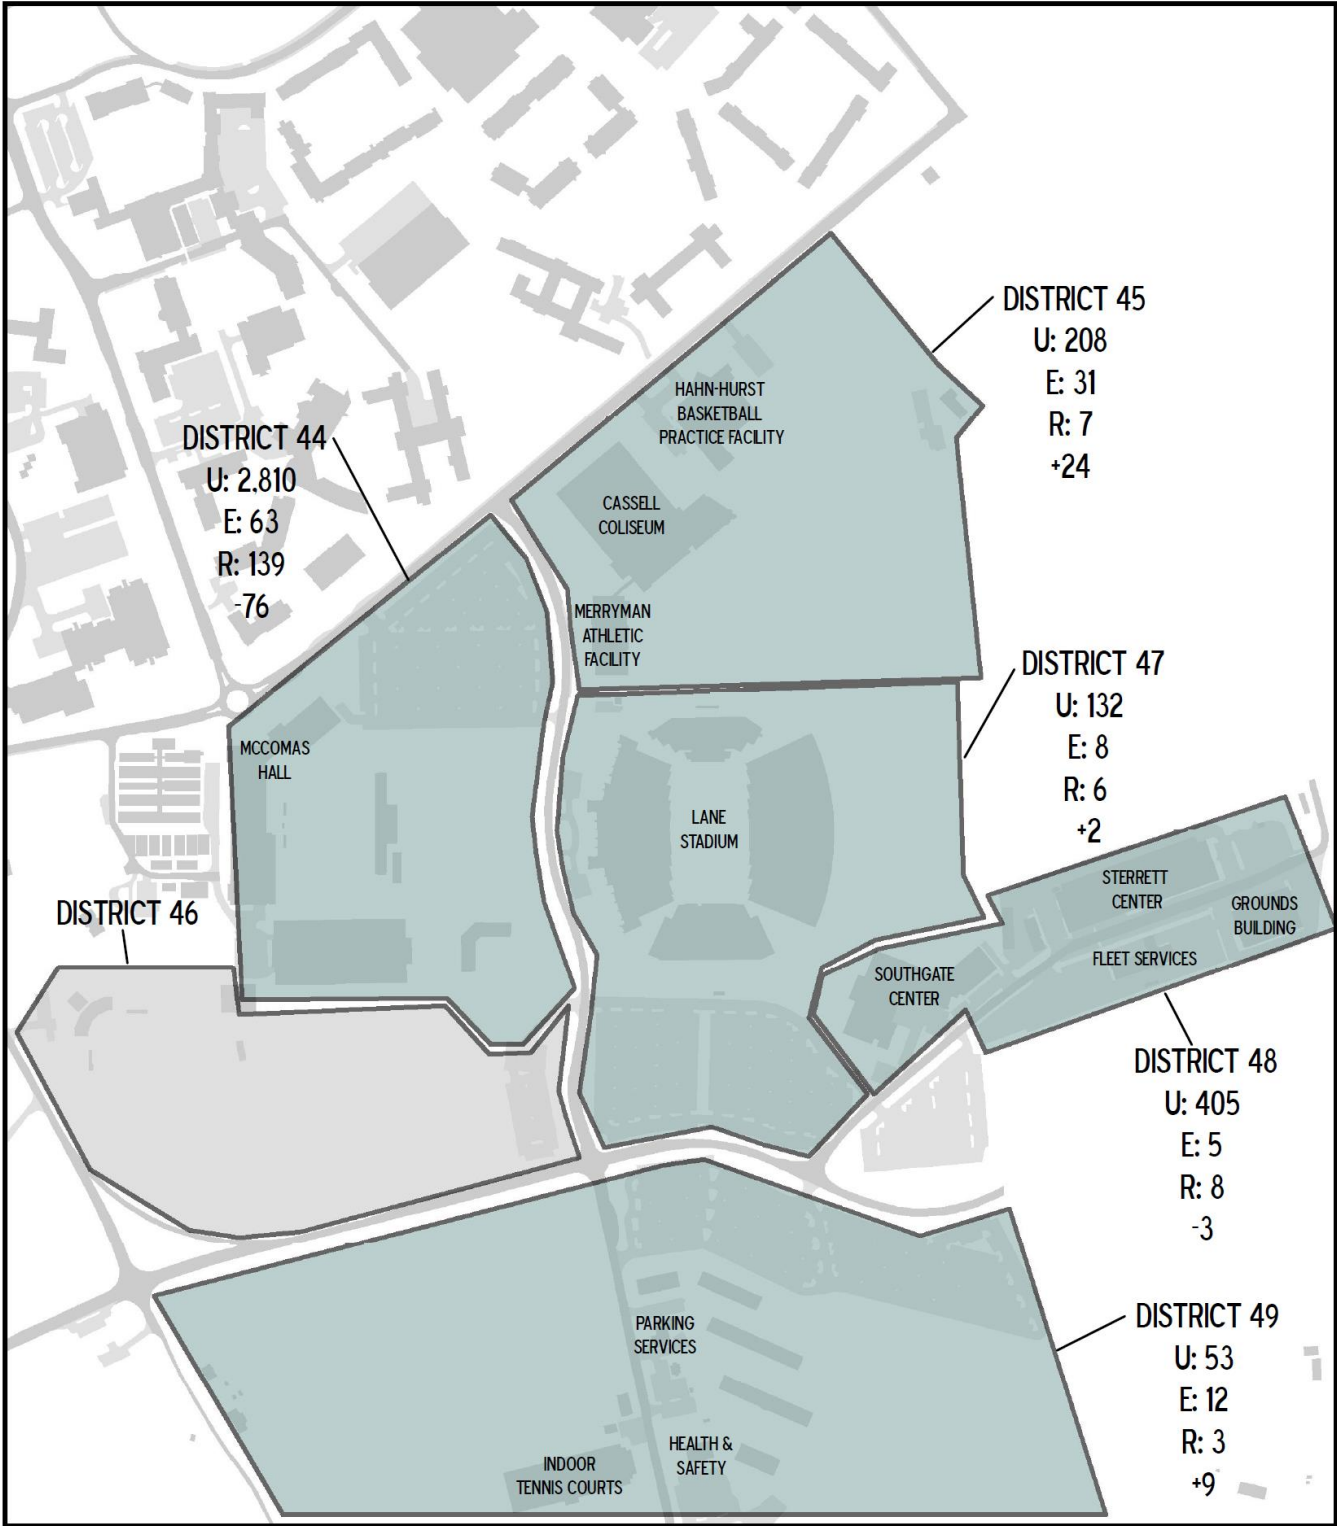 DISTRICT 45
U: 208
E: 31
R: 7
+24
HAHN-HURST
BASKETBALL
PRACTICE FACILITY
DISTRICT 44
U: 2,810
E: 63
R: 139
-76
CASSELL
COLISEUM
MERRYMAN
ATHLETIC
FACILITY
DISTRICT 47
U: 132
E: 8
R: 6
+2
MCCOMAS
HALL
LANE
STADIUM
STERRETT
CENTER
GROUNDS
BUILDING
DISTRICT 46
FLEET SERVICES
SOUTHGATE
CENTER
DISTRICT 48
U: 405
E: 5
R: 8
-3
DISTRICT 49
U: 53
E: 12
R: 3
+9
PARKING
SERVICES
HEALTH &
SAFETY
INDOOR
TENNIS COURTS